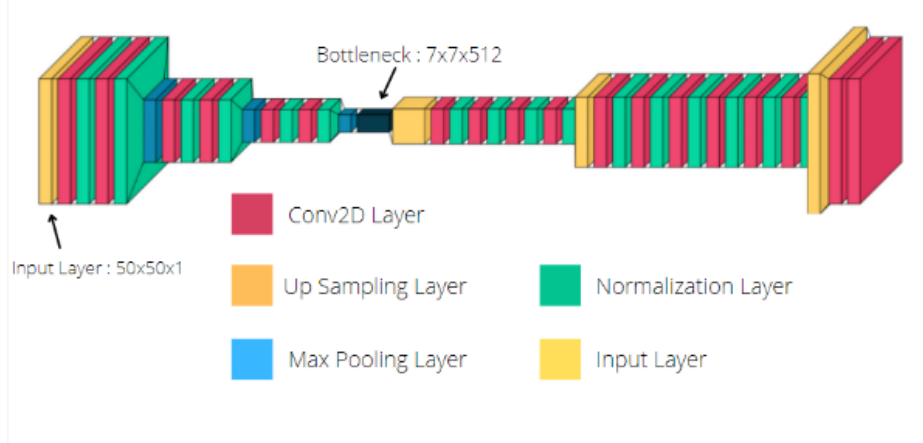 Bottleneck : 7x7x512
Input Layer : 50x50x1
Conv2D Layer
Up Sampling Layer
Normalization Layer
Max Pooling Layer
Input Layer